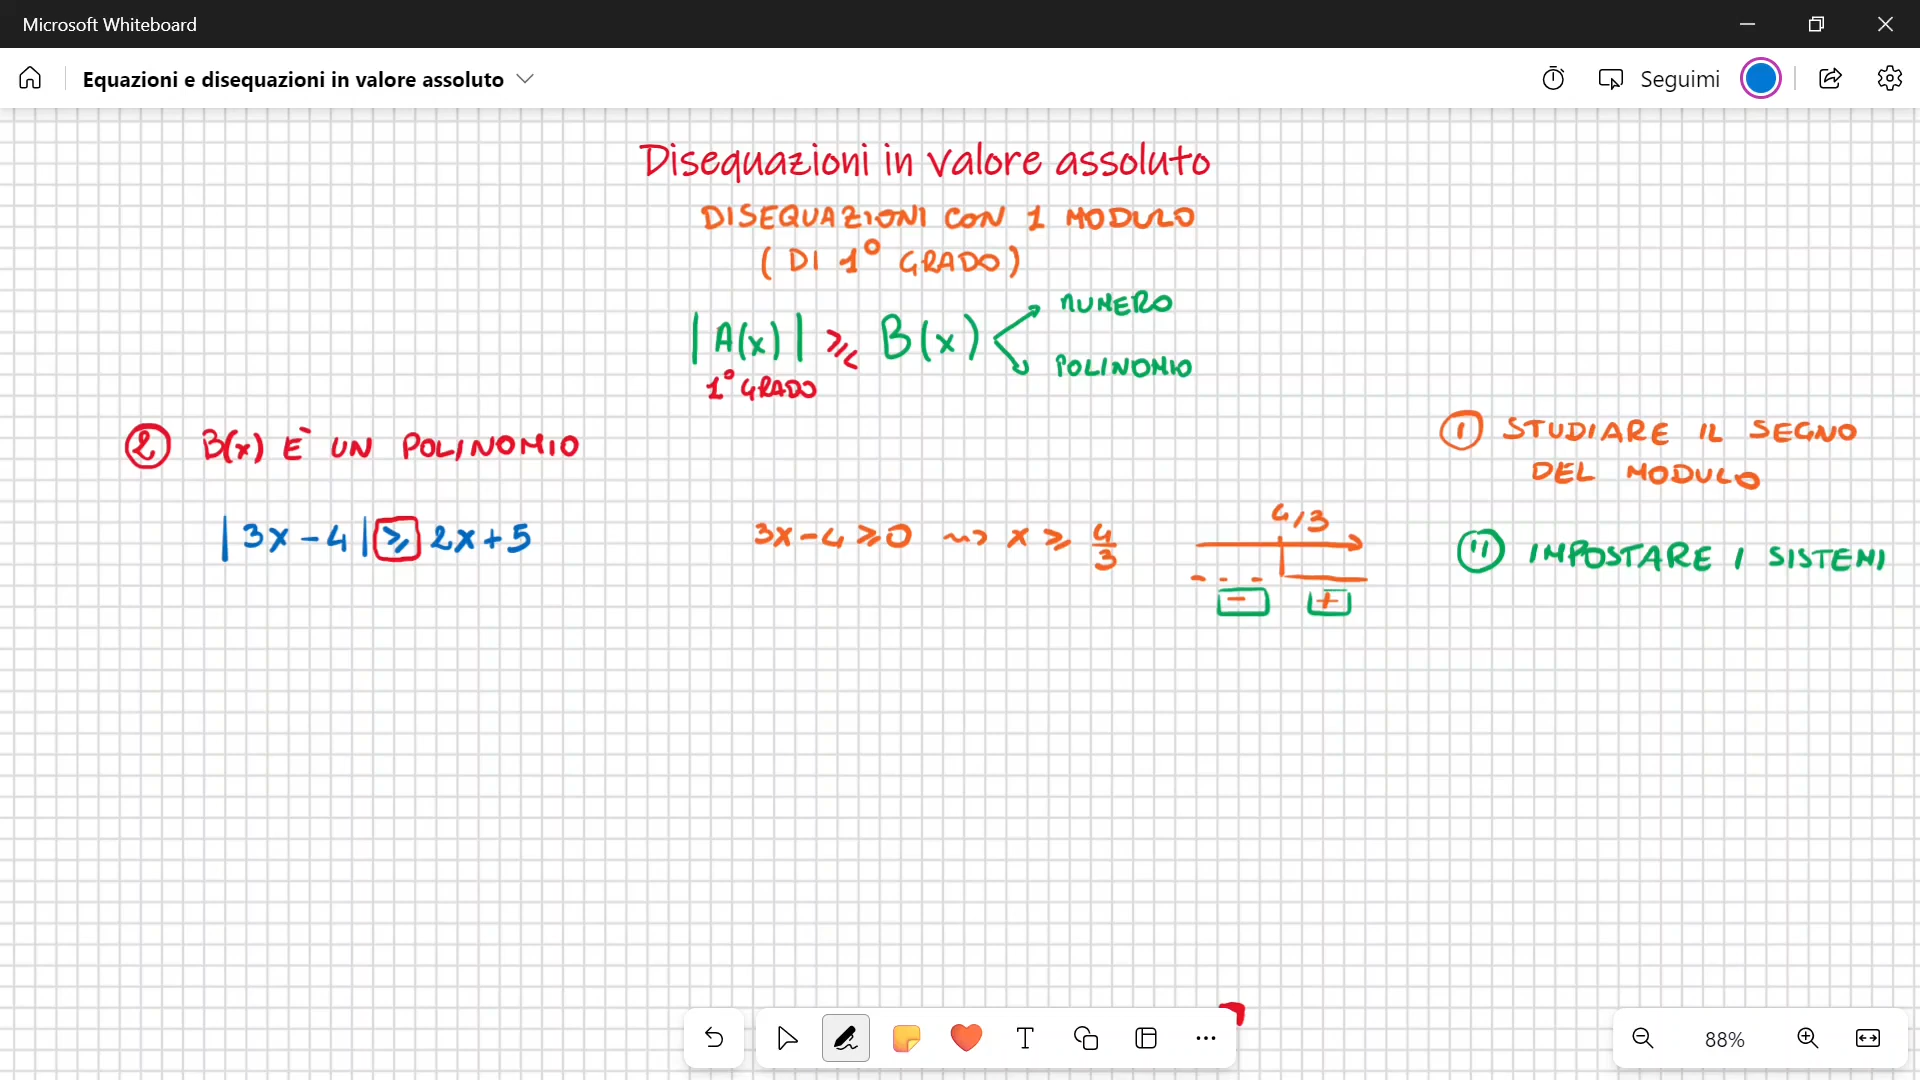 Microsoft Whiteboard
Equazioni e disequazioni in valore assoluto
Seguimi
Disequazioni in valore assoluto
DISEQUAZIONI CON 1 MODULO
( DI 1° GRADO )
|A(x)| ⋛ B(x)
NUMERO
POLINOMIO
1° GRADO
② B(x) È UN POLINOMIO
|3x-4| ≥ 2x+5
3x-4≥0 ⇝ x ≥ 4/3
4/3
- +
Ⓘ STUDIARE IL SEGNO
DEL MODULO
ⓘⓘ IMPOSTARE I SISTEMI
T
88%